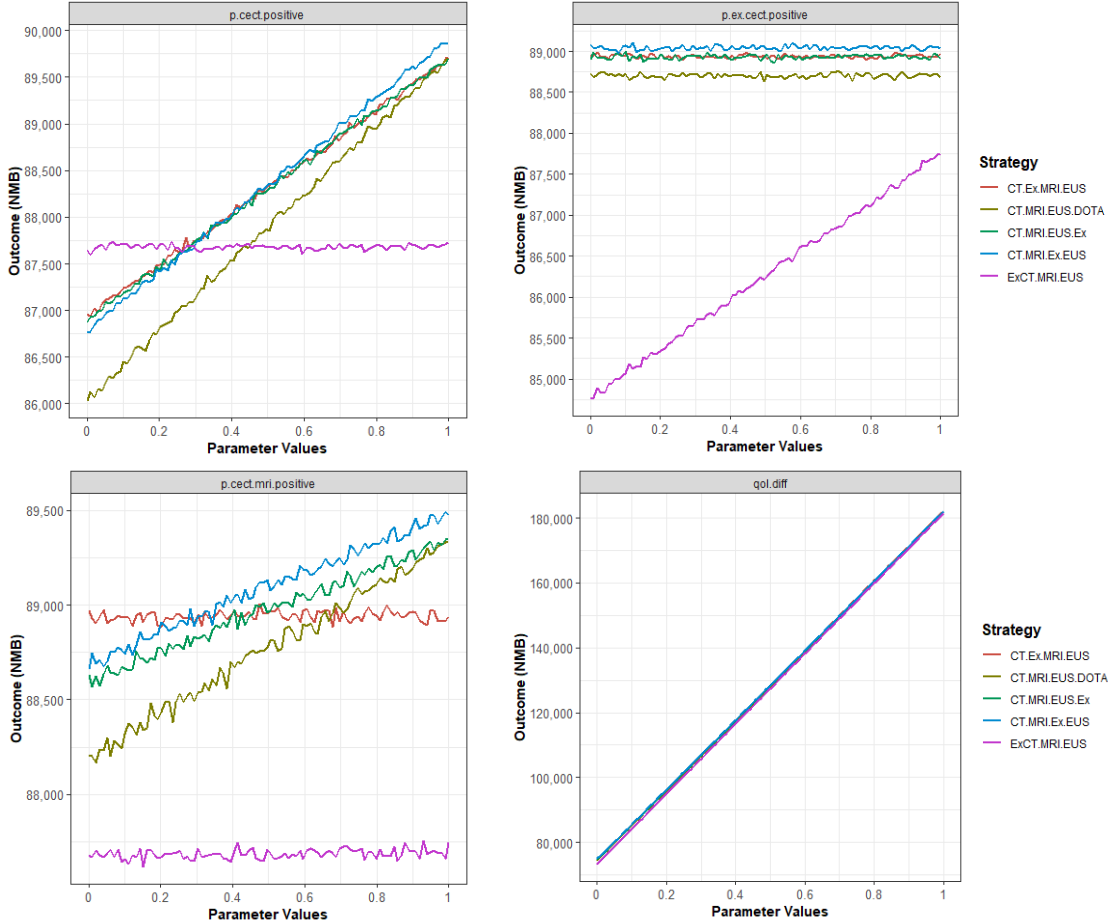 p.cect.positive
90,000
89,500
89,000
88,500
88,000
87,500
87,000
86,500
86,000
Outcome (NMB)
0 0.2 0.4 0.6 0.8 1
Parameter Values
p.ex.cect.positive
89,000
88,500
88,000
87,500
87,000
86,500
86,000
85,500
85,000
Outcome (NMB)
0 0.2 0.4 0.6 0.8 1
Parameter Values
Strategy
CT.Ex.MRI.EUS
CT.MRI.EUS.DOTA
CT.MRI.EUS.Ex
CT.MRI.Ex.EUS
ExCT.MRI.EUS
p.cect.mri.positive
89,500
89,000
88,500
88,000
Outcome (NMB)
0 0.2 0.4 0.6 0.8 1
Parameter Values
qol.diff
180,000
160,000
140,000
120,000
100,000
80,000
Outcome (NMB)
0 0.2 0.4 0.6 0.8 1
Parameter Values
Strategy
CT.Ex.MRI.EUS
CT.MRI.EUS.DOTA
CT.MRI.EUS.Ex
CT.MRI.Ex.EUS
ExCT.MRI.EUS